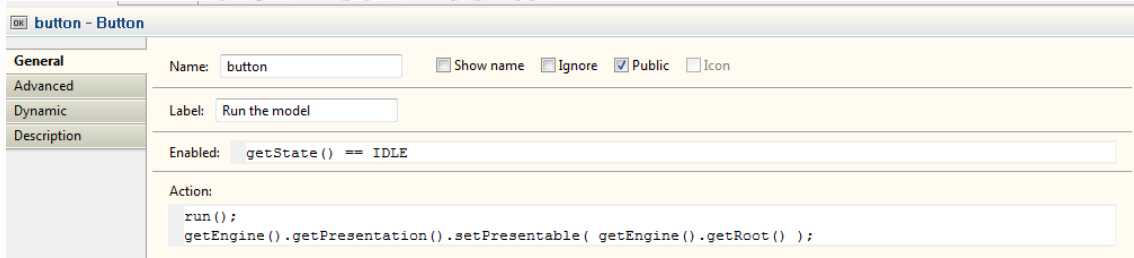 OK button - Button
General
Advanced
Dynamic
Description
Name: button Show name Ignore Public Icon
Label: Run the model
Enabled: getState() == IDLE
Action:
run();
getEngine().getPresentation().setPresentable( getEngine().getRoot() );